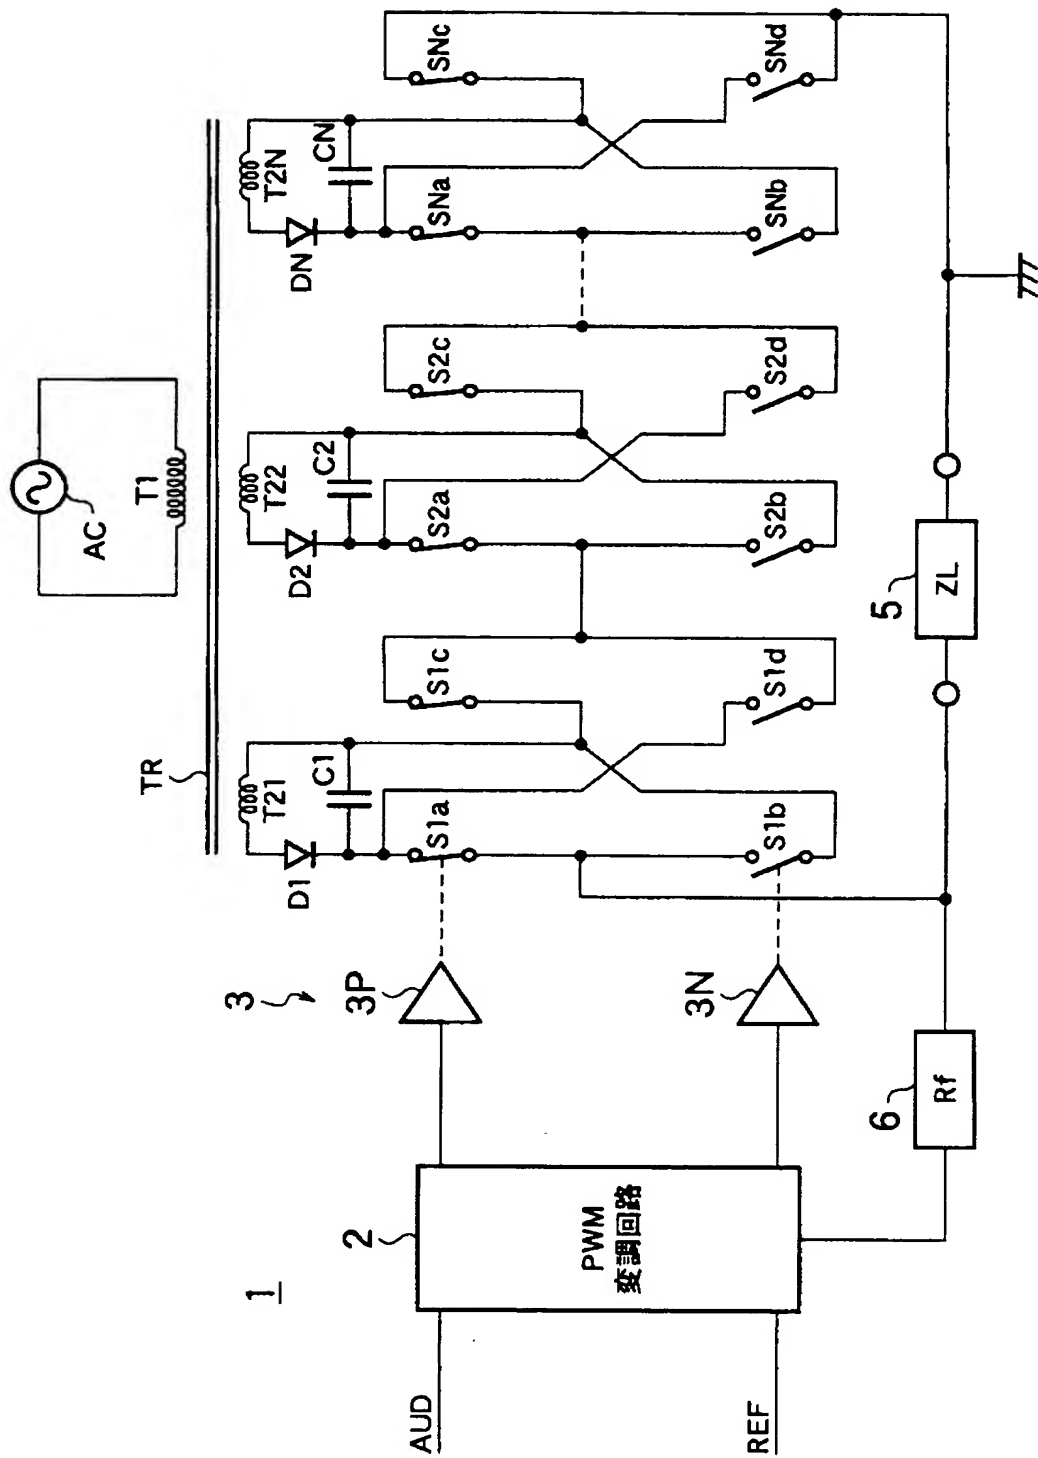 1
AUD
REF
2
PWM
変調回路
3
3P
3N
6
Rf
TR
AC
T1
D1
T21
C1
S1a
S1b
S1c
S1d
D2
T22
C2
S2a
S2b
S2c
S2d
DN
T2N
CN
SNa
SNb
SNc
SNd
5
ZL